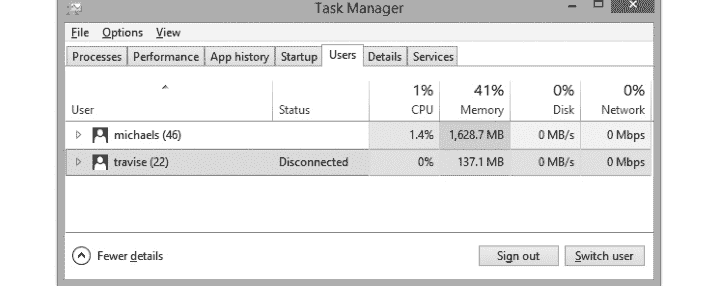 Task Manager
File Options View
Processes Performance App history Startup Users Details Services
1% 41% 0% 0%
User Status CPU Memory Disk Network
michaels (46) 1.4% 1,628.7 MB 0 MB/s 0 Mbps
travise (22) Disconnected 0% 137.1 MB 0 MB/s 0 Mbps
Fewer details Sign out Switch user